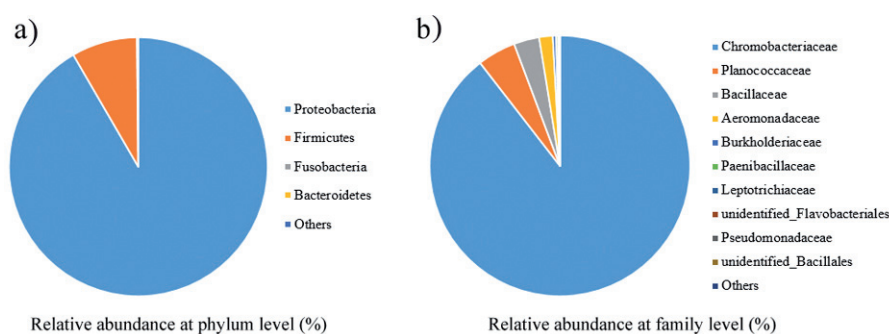 a)
Proteobacteria
Firmicutes
Fusobacteria
Bacteroidetes
Others
Relative abundance at phylum level (%)
b)
Chromobacteriaceae
Planococcaceae
Bacillaceae
Aeromonadaceae
Burkholderiaceae
Paenibacillaceae
Leptotrichiaceae
unidentified_Flavobacteriales
Pseudomonadaceae
unidentified_Bacillales
Others
Relative abundance at family level (%)